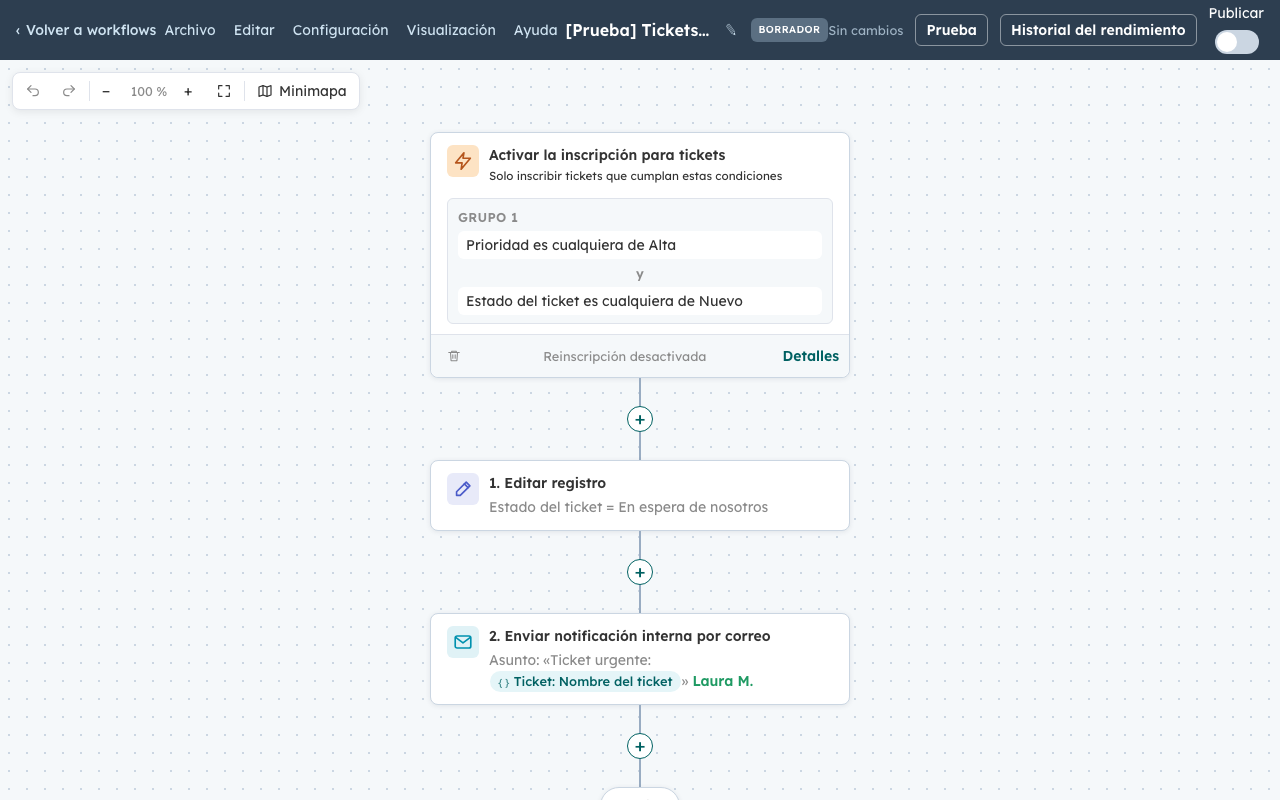 ‹ Volver a workflows Archivo Editar Configuración Visualización Ayuda [Prueba] Tickets... BORRADOR Sin cambios Prueba Historial del rendimiento Publicar
− 100 % + Minimapa
Activar la inscripción para tickets
Solo inscribir tickets que cumplan estas condiciones
GRUPO 1
Prioridad es cualquiera de Alta
y
Estado del ticket es cualquiera de Nuevo
Reinscripción desactivada Detalles
+
1. Editar registro
Estado del ticket = En espera de nosotros
+
2. Enviar notificación interna por correo
Asunto: «Ticket urgente:
{} Ticket: Nombre del ticket » Laura M.
+